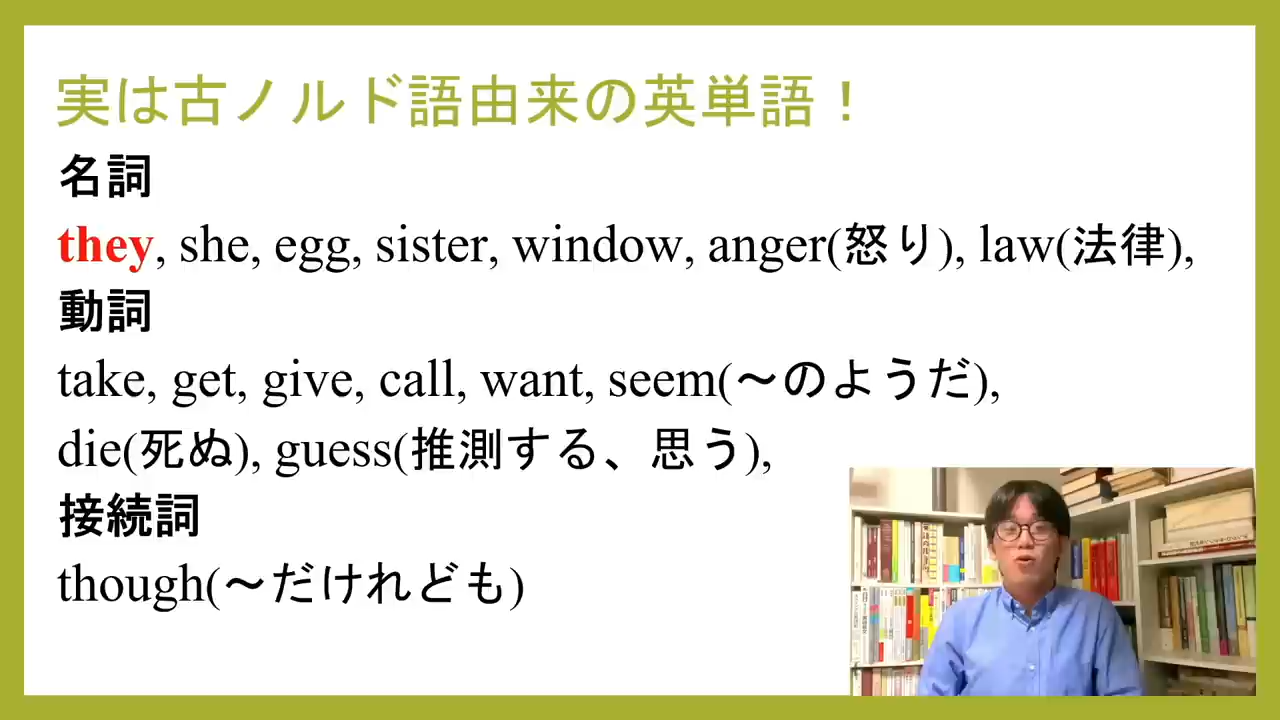 実は古ノルド語由来の英単語！
名詞
they, she, egg, sister, window, anger(怒り), law(法律),
動詞
take, get, give, call, want, seem(～のようだ),
die(死ぬ), guess(推測する、思う),
接続詞
though(～だけれども)